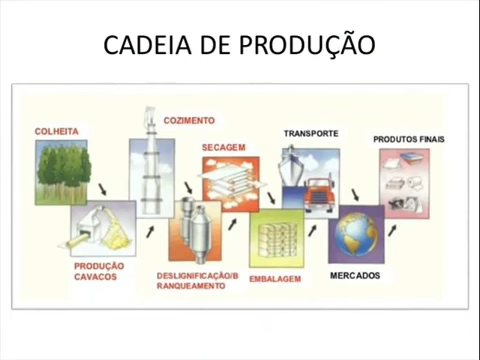 CADEIA DE PRODUÇÃO
COLHEITA
PRODUÇÃO
CAVACOS
COZIMENTO
DESLIGNIFICAÇÃO/B
RANQUEAMENTO
SECAGEM
EMBALAGEM
TRANSPORTE
MERCADOS
PRODUTOS FINAIS